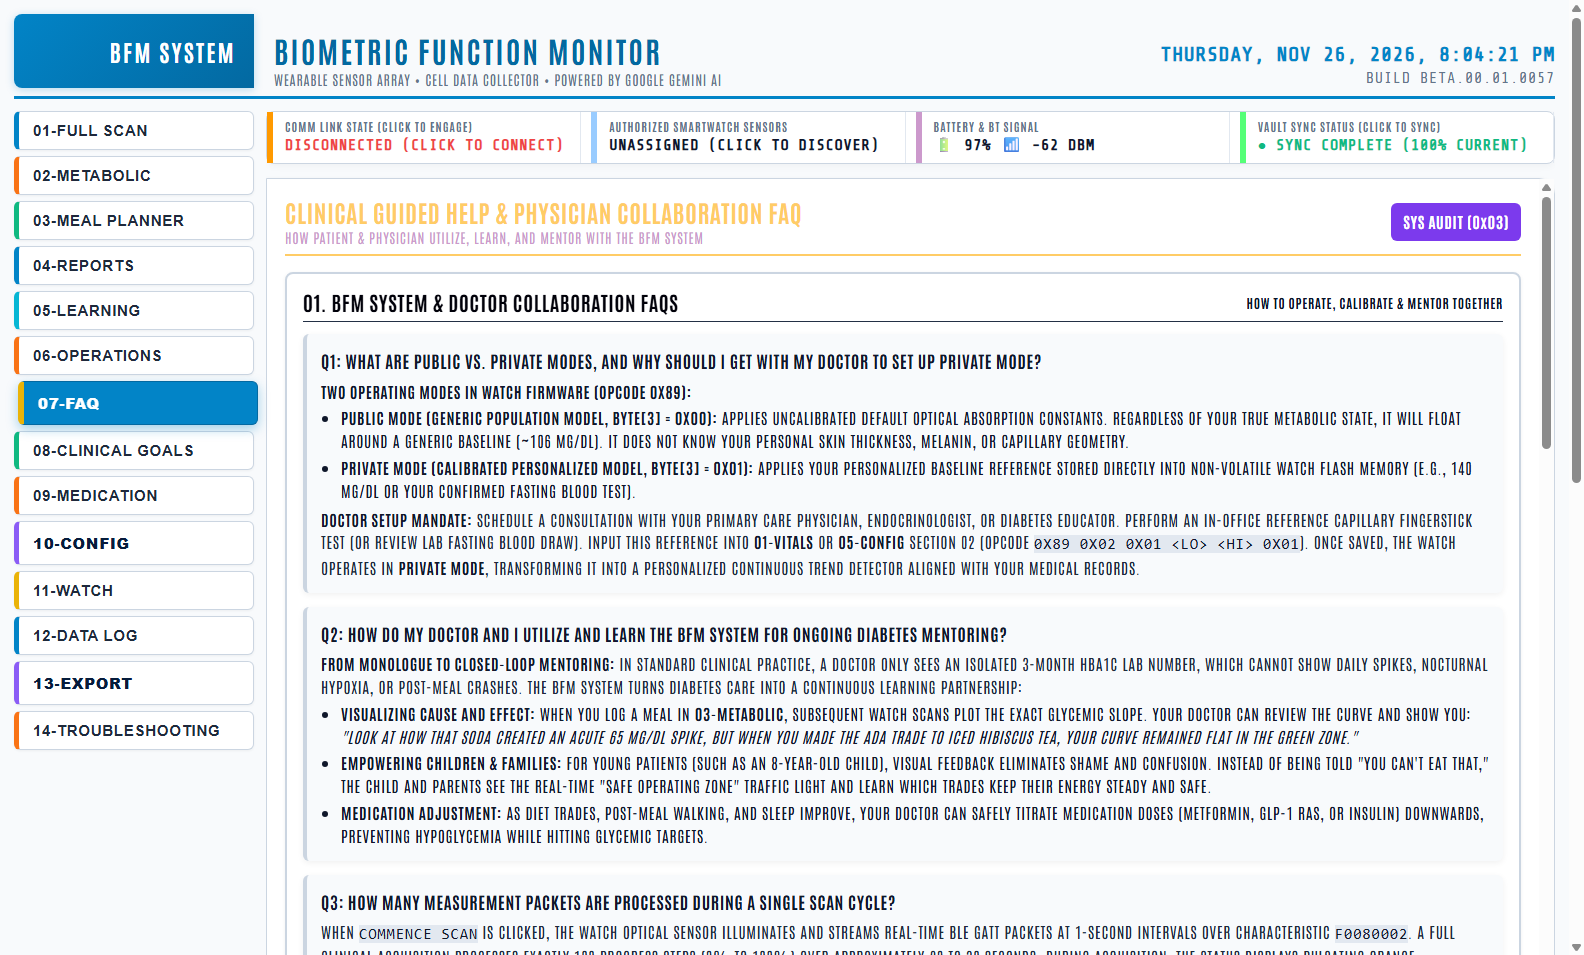 BFM SYSTEM
BIOMETRIC FUNCTION MONITOR
WEARABLE SENSOR ARRAY • CELL DATA COLLECTOR • POWERED BY GOOGLE GEMINI AI
THURSDAY, NOV 26, 2026, 8:04:21 PM
BUILD BETA.00.01.0057
01-FULL SCAN
02-METABOLIC
03-MEAL PLANNER
04-REPORTS
05-LEARNING
06-OPERATIONS
07-FAQ
08-CLINICAL GOALS
09-MEDICATION
10-CONFIG
11-WATCH
12-DATA LOG
13-EXPORT
14-TROUBLESHOOTING
COMM LINK STATE (CLICK TO ENGAGE)
DISCONNECTED (CLICK TO CONNECT)
AUTHORIZED SMARTWATCH SENSORS
UNASSIGNED (CLICK TO DISCOVER)
BATTERY & BT SIGNAL
97% -62 DBM
VAULT SYNC STATUS (CLICK TO SYNC)
● SYNC COMPLETE (100% CURRENT)
CLINICAL GUIDED HELP & PHYSICIAN COLLABORATION FAQ
HOW PATIENT & PHYSICIAN UTILIZE, LEARN, AND MENTOR WITH THE BFM SYSTEM
SYS AUDIT (0X03)
01. BFM SYSTEM & DOCTOR COLLABORATION FAQS
HOW TO OPERATE, CALIBRATE & MENTOR TOGETHER
Q1: WHAT ARE PUBLIC VS. PRIVATE MODES, AND WHY SHOULD I GET WITH MY DOCTOR TO SET UP PRIVATE MODE?
TWO OPERATING MODES IN WATCH FIRMWARE (OPCODE 0X89):
• PUBLIC MODE (GENERIC POPULATION MODEL, BYTE[3] = 0X00): APPLIES UNCALIBRATED DEFAULT OPTICAL ABSORPTION CONSTANTS. REGARDLESS OF YOUR TRUE METABOLIC STATE, IT WILL FLOAT
AROUND A GENERIC BASELINE (~106 MG/DL). IT DOES NOT KNOW YOUR PERSONAL SKIN THICKNESS, MELANIN, OR CAPILLARY GEOMETRY.
• PRIVATE MODE (CALIBRATED PERSONALIZED MODEL, BYTE[3] = 0X01): APPLIES YOUR PERSONALIZED BASELINE REFERENCE STORED DIRECTLY INTO NON-VOLATILE WATCH FLASH MEMORY (E.G., 140
MG/DL OR YOUR CONFIRMED FASTING BLOOD TEST).
DOCTOR SETUP MANDATE: SCHEDULE A CONSULTATION WITH YOUR PRIMARY CARE PHYSICIAN, ENDOCRINOLOGIST, OR DIABETES EDUCATOR. PERFORM AN IN-OFFICE REFERENCE CAPILLARY FINGERSTICK
TEST (OR REVIEW LAB FASTING BLOOD DRAW). INPUT THIS REFERENCE INTO 01-VITALS OR 05-CONFIG SECTION 02 (OPCODE 0X89 0X02 0X01 <LO> <HI> 0X01). ONCE SAVED, THE WATCH
OPERATES IN PRIVATE MODE, TRANSFORMING IT INTO A PERSONALIZED CONTINUOUS TREND DETECTOR ALIGNED WITH YOUR MEDICAL RECORDS.
Q2: HOW DO MY DOCTOR AND I UTILIZE AND LEARN THE BFM SYSTEM FOR ONGOING DIABETES MENTORING?
FROM MONOLOGUE TO CLOSED-LOOP MENTORING: IN STANDARD CLINICAL PRACTICE, A DOCTOR ONLY SEES AN ISOLATED 3-MONTH HBA1C LAB NUMBER, WHICH CANNOT SHOW DAILY SPIKES, NOCTURNAL
HYPOXIA, OR POST-MEAL CRASHES. THE BFM SYSTEM TURNS DIABETES CARE INTO A CONTINUOUS LEARNING PARTNERSHIP:
• VISUALIZING CAUSE AND EFFECT: WHEN YOU LOG A MEAL IN 03-METABOLIC, SUBSEQUENT WATCH SCANS PLOT THE EXACT GLYCEMIC SLOPE. YOUR DOCTOR CAN REVIEW THE CURVE AND SHOW YOU:
"LOOK AT HOW THAT SODA CREATED AN ACUTE 65 MG/DL SPIKE, BUT WHEN YOU MADE THE ADA TRADE TO ICED HIBISCUS TEA, YOUR CURVE REMAINED FLAT IN THE GREEN ZONE."
• EMPOWERING CHILDREN & FAMILIES: FOR YOUNG PATIENTS (SUCH AS AN 8-YEAR-OLD CHILD), VISUAL FEEDBACK ELIMINATES SHAME AND CONFUSION. INSTEAD OF BEING TOLD "YOU CAN'T EAT THAT,"
THE CHILD AND PARENTS SEE THE REAL-TIME "SAFE OPERATING ZONE" TRAFFIC LIGHT AND LEARN WHICH TRADES KEEP THEIR ENERGY STEADY AND SAFE.
• MEDICATION ADJUSTMENT: AS DIET TRADES, POST-MEAL WALKING, AND SLEEP IMPROVE, YOUR DOCTOR CAN SAFELY TITRATE MEDICATION DOSES (METFORMIN, GLP-1 RAS, OR INSULIN) DOWNWARDS,
PREVENTING HYPOGLYCEMIA WHILE HITTING GLYCEMIC TARGETS.
Q3: HOW MANY MEASUREMENT PACKETS ARE PROCESSED DURING A SINGLE SCAN CYCLE?
WHEN COMMENCE SCAN IS CLICKED, THE WATCH OPTICAL SENSOR ILLUMINATES AND STREAMS REAL-TIME BLE GATT PACKETS AT 1-SECOND INTERVALS OVER CHARACTERISTIC F0080002. A FULL